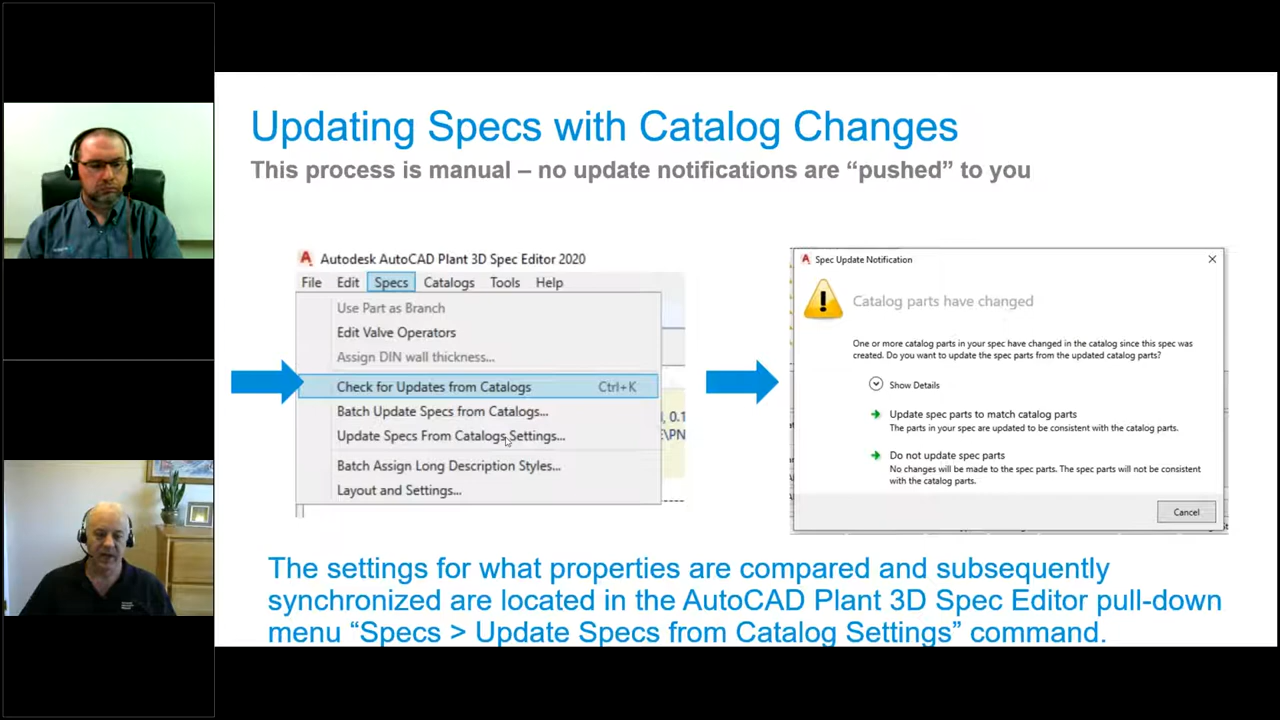 Updating Specs with Catalog Changes
This process is manual – no update notifications are “pushed” to you
Autodesk AutoCAD Plant 3D Spec Editor 2020
File Edit Specs Catalogs Tools Help
Use Part as Branch
Edit Valve Operators
Assign DIN wall thickness...
Check for Updates from Catalogs Ctrl+K
Batch Update Specs from Catalogs...
Update Specs From Catalogs Settings...
Batch Assign Long Description Styles...
Layout and Settings...
, 0.1
E\PN
Spec Update Notification
Catalog parts have changed
One or more catalog parts in your spec have changed in the catalog since this spec was
created. Do you want to update the spec parts from the updated catalog parts?
Show Details
Update spec parts to match catalog parts
The parts in your spec are updated to be consistent with the catalog parts.
Do not update spec parts
No changes will be made to the spec parts. The spec parts will not be consistent
with the catalog parts.
Cancel
The settings for what properties are compared and subsequently
synchronized are located in the AutoCAD Plant 3D Spec Editor pull-down
menu “Specs > Update Specs from Catalog Settings” command.